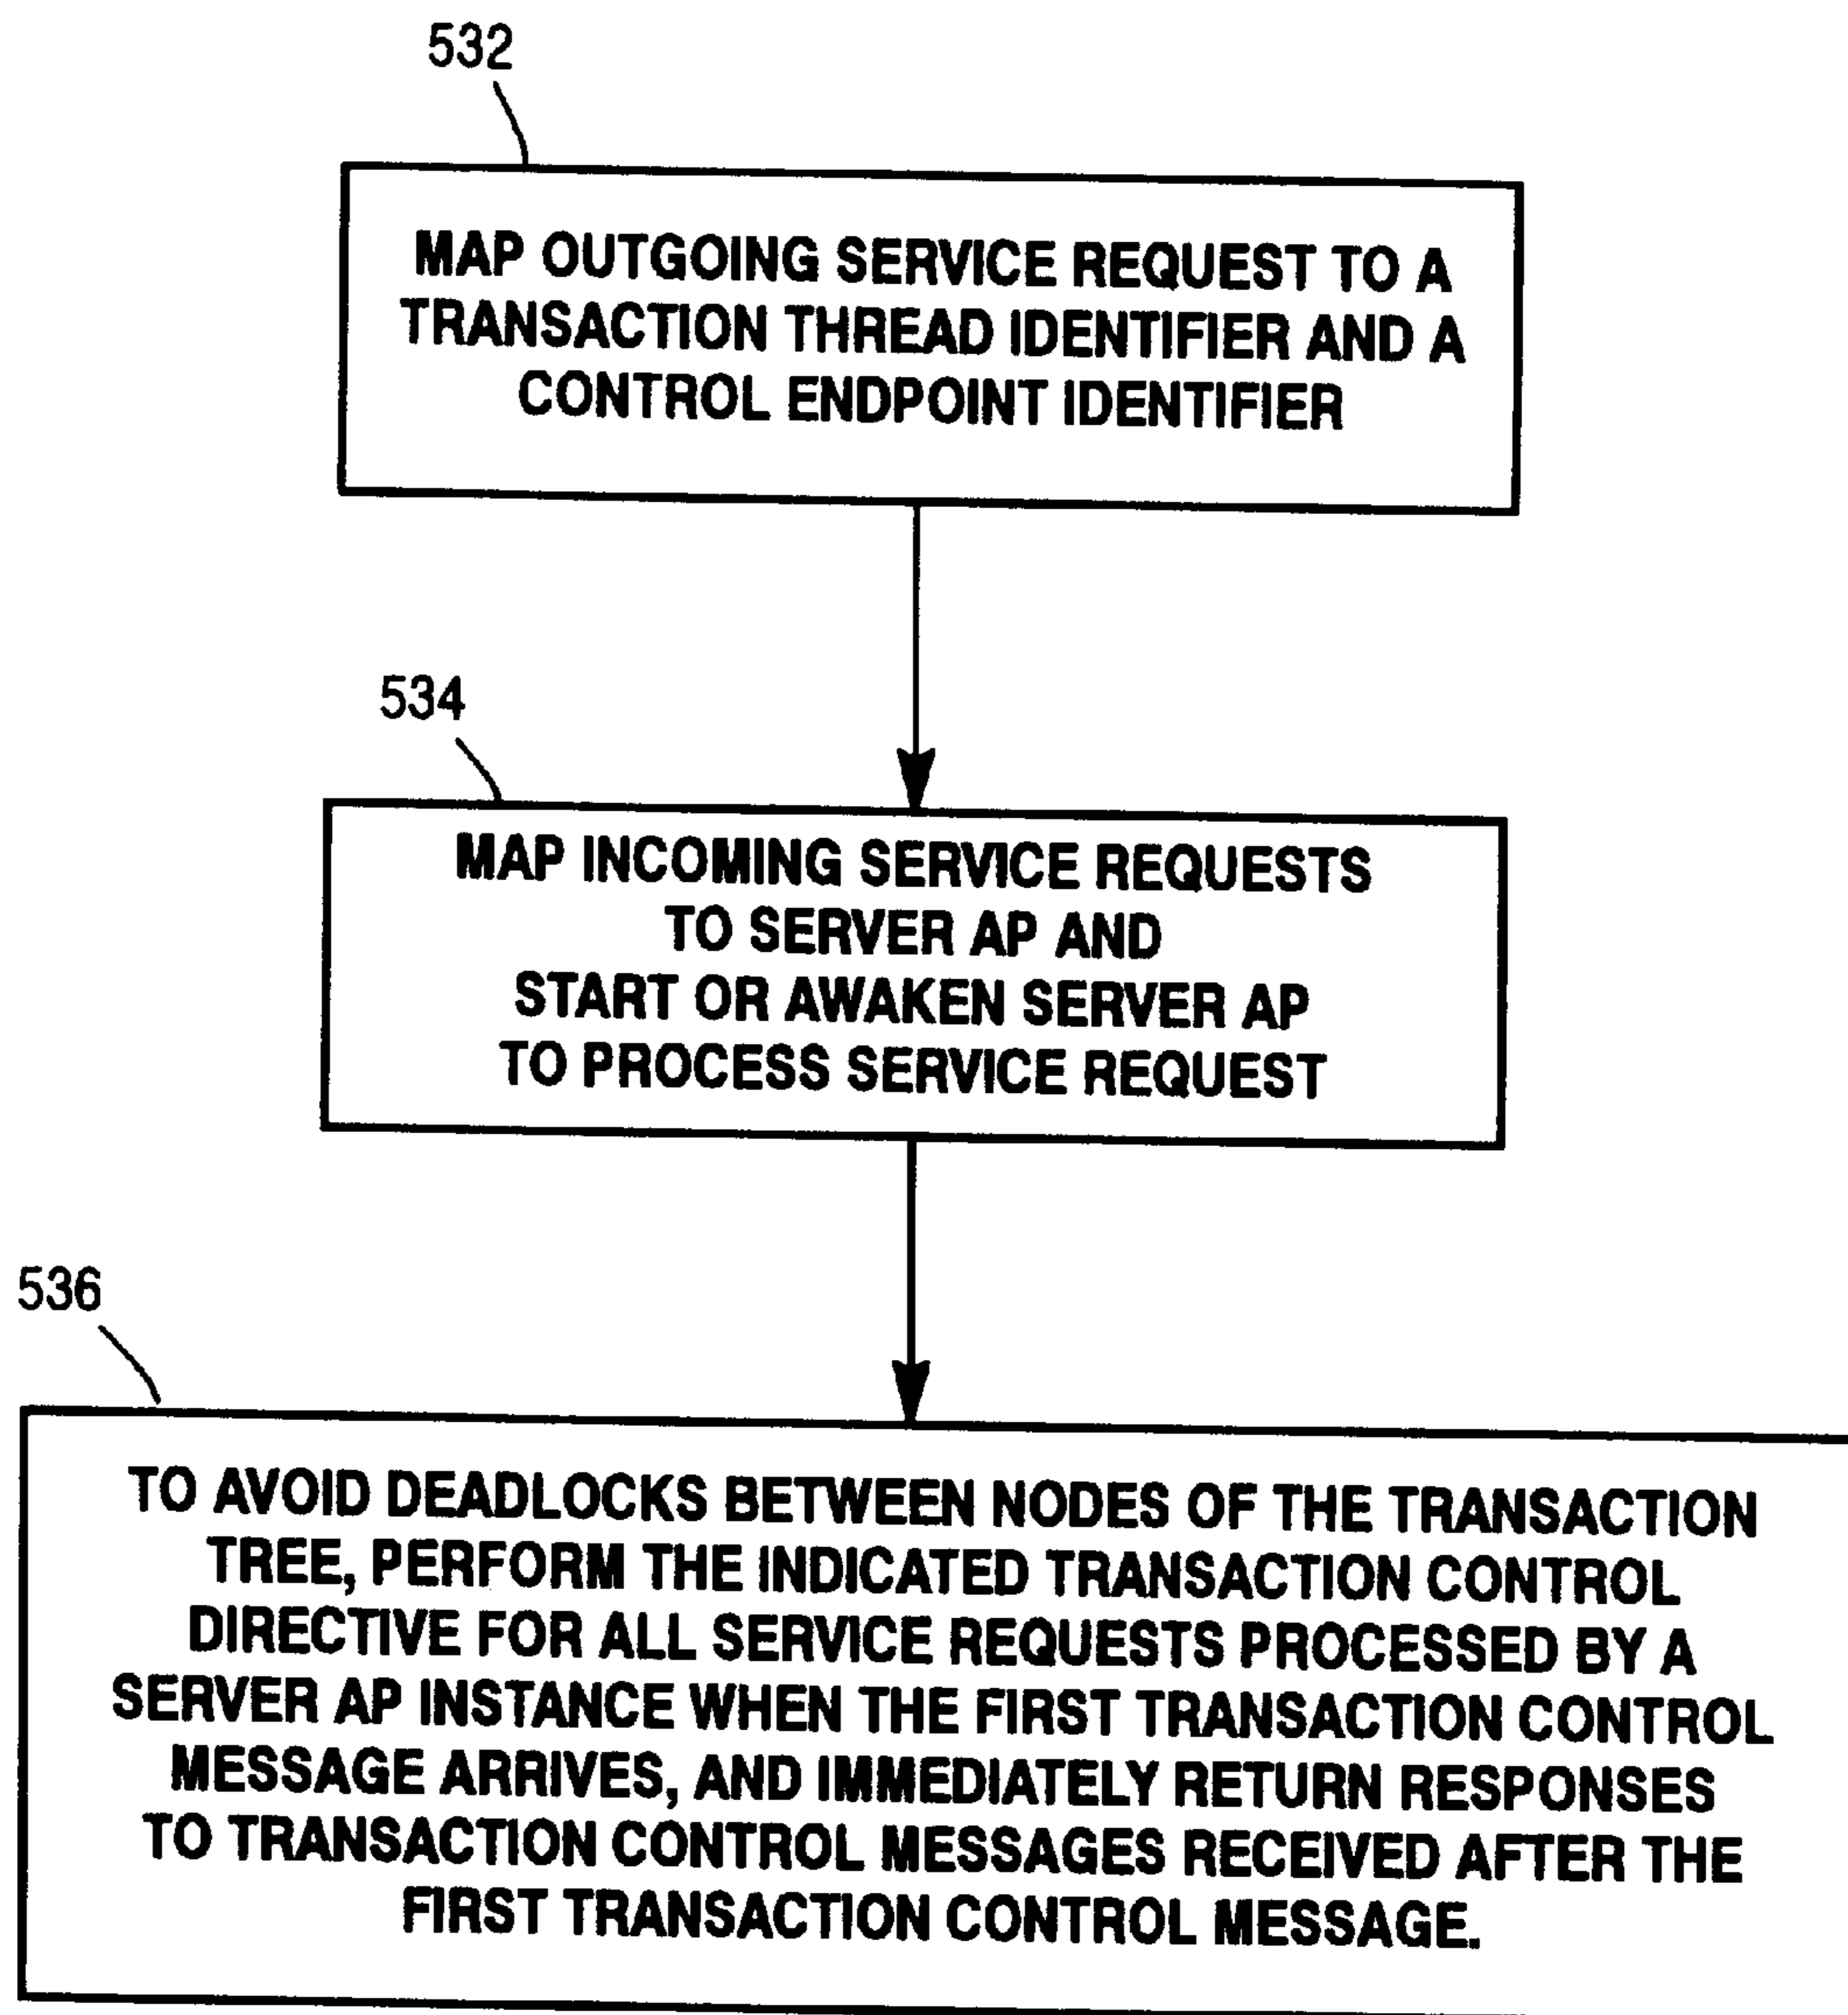 532
MAP OUTGOING SERVICE REQUEST TO A
TRANSACTION THREAD IDENTIFIER AND A
CONTROL ENDPOINT IDENTIFIER
534
MAP INCOMING SERVICE REQUESTS
TO SERVER AP AND
START OR AWAKEN SERVER AP
TO PROCESS SERVICE REQUEST
536
TO AVOID DEADLOCKS BETWEEN NODES OF THE TRANSACTION
TREE, PERFORM THE INDICATED TRANSACTION CONTROL
DIRECTIVE FOR ALL SERVICE REQUESTS PROCESSED BY A
SERVER AP INSTANCE WHEN THE FIRST TRANSACTION CONTROL
MESSAGE ARRIVES, AND IMMEDIATELY RETURN RESPONSES
TO TRANSACTION CONTROL MESSAGES RECEIVED AFTER THE
FIRST TRANSACTION CONTROL MESSAGE.